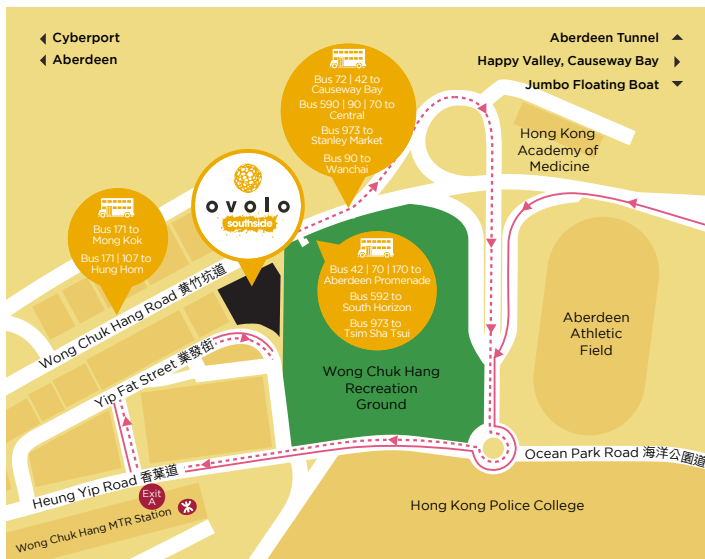 Cyberport
Aberdeen
Aberdeen Tunnel
Happy Valley, Causeway Bay
Jumbo Floating Boat
Bus 72 | 42 to
Causeway Bay
Bus 590 | 90 | 70 to
Central
Bus 973 to
Stanley Market
Bus 90 to
Wanchai
Hong Kong
Academy of
Medicine
ovolo
southside
Bus 171 to
Mong Kok
Bus 171 | 107 to
Hung Hom
Bus 42 | 70 | 170 to
Aberdeen Promenade
Bus 592 to
South Horizon
Bus 973 to
Tsim Sha Tsui
Wong Chuk Hang Road 黃竹坑道
Aberdeen
Athletic
Field
Yip Fat Street 業發街
Wong Chuk Hang
Recreation
Ground
Ocean Park Road 海洋公園道
Heung Yip Road 香葉道
Exit
A
Hong Kong Police College
Wong Chuk Hang MTR Station